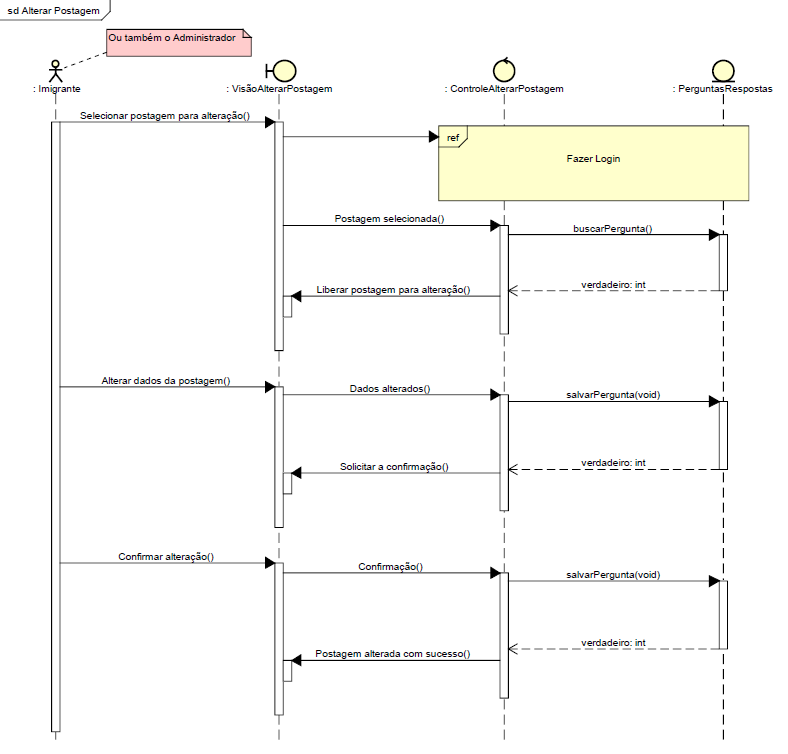 sd Alterar Postagem
Ou também o Administrador
: Imigrante
: VisãoAlterarPostagem
: ControleAlterarPostagem
: PerguntasRespostas
Selecionar postagem para alteração()
ref
Fazer Login
Postagem selecionada()
buscarPergunta()
Liberar postagem para alteração()
verdadeiro: int
Alterar dados da postagem()
Dados alterados()
salvarPergunta(void)
Solicitar a confirmação()
verdadeiro: int
Confirmar alteração()
Confirmação()
salvarPergunta(void)
verdadeiro: int
Postagem alterada com sucesso()